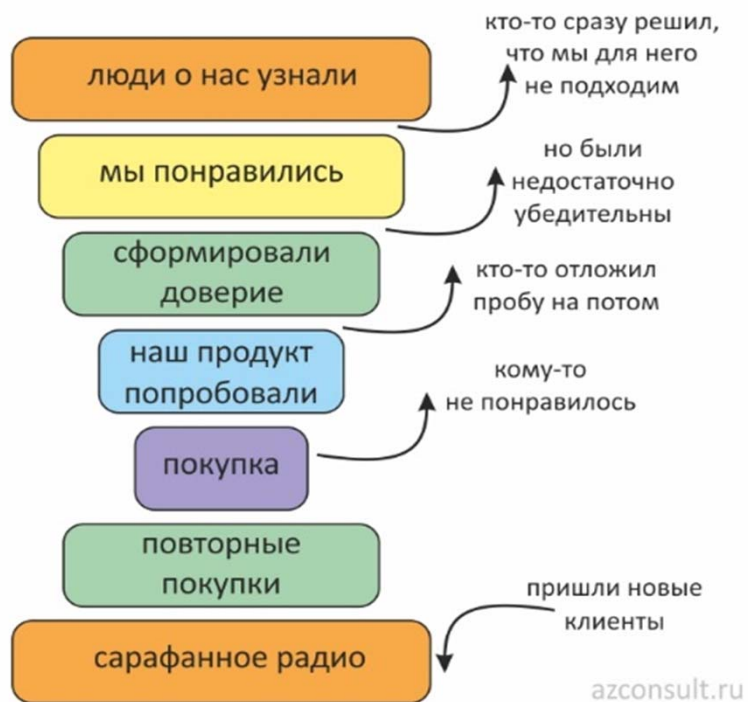 кто-то сразу решил,
что мы для него
не подходим
люди о нас узнали
но были
недостаточно
убедительны
мы понравились
сформировали
доверие
кто-то отложил
пробу на потом
наш продукт
попробовали
кому-то
не понравилось
покупка
повторные
покупки
пришли новые
клиенты
сарафанное радио
azconsult.ru